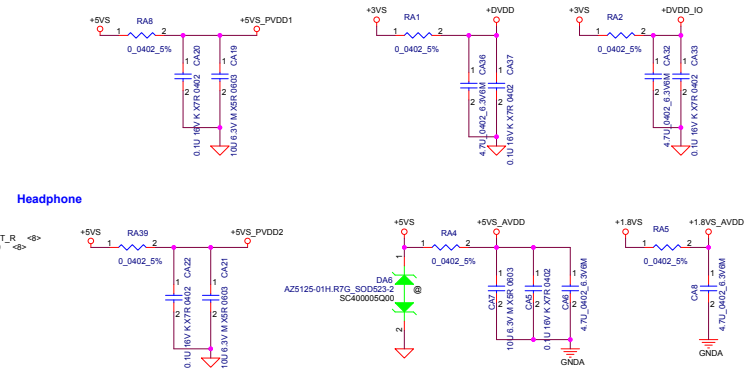 +5VS
RA8
+5VS_PVDD1
1
2
0_0402_5%
1
2
CA20
0.1U 16V K X7R 0402
1
2
CA19
10U 6.3V M X5R 0603
+3VS
RA1
+DVDD
1
2
0_0402_5%
1
2
CA36
4.7U_0402_6.3V6M
1
2
CA37
0.1U 16V K X7R 0402
+3VS
RA2
+DVDD_IO
1
2
0_0402_5%
1
2
CA32
4.7U_0402_6.3V6M
1
2
CA33
0.1U 16V K X7R 0402
Headphone
T_R <8>
<8>
+5VS
RA39
+5VS_PVDD2
1
2
0_0402_5%
1
2
CA22
0.1U 16V K X7R 0402
1
2
CA21
10U 6.3V M X5R 0603
+5VS
RA4
+5VS_AVDD
1
2
0_0402_5%
1
DA6
AZ5125-01H.R7G_SOD523-2
@
SC400005Q00
2
1
2
CA7
10U 6.3V M X5R 0603
1
2
CA5
0.1U 16V K X7R 0402
1
2
CA6
4.7U_0402_6.3V6M
GNDA
+1.8VS
RA5
+1.8VS_AVDD
1
2
0_0402_5%
1
2
CA8
4.7U_0402_6.3V6M
GNDA